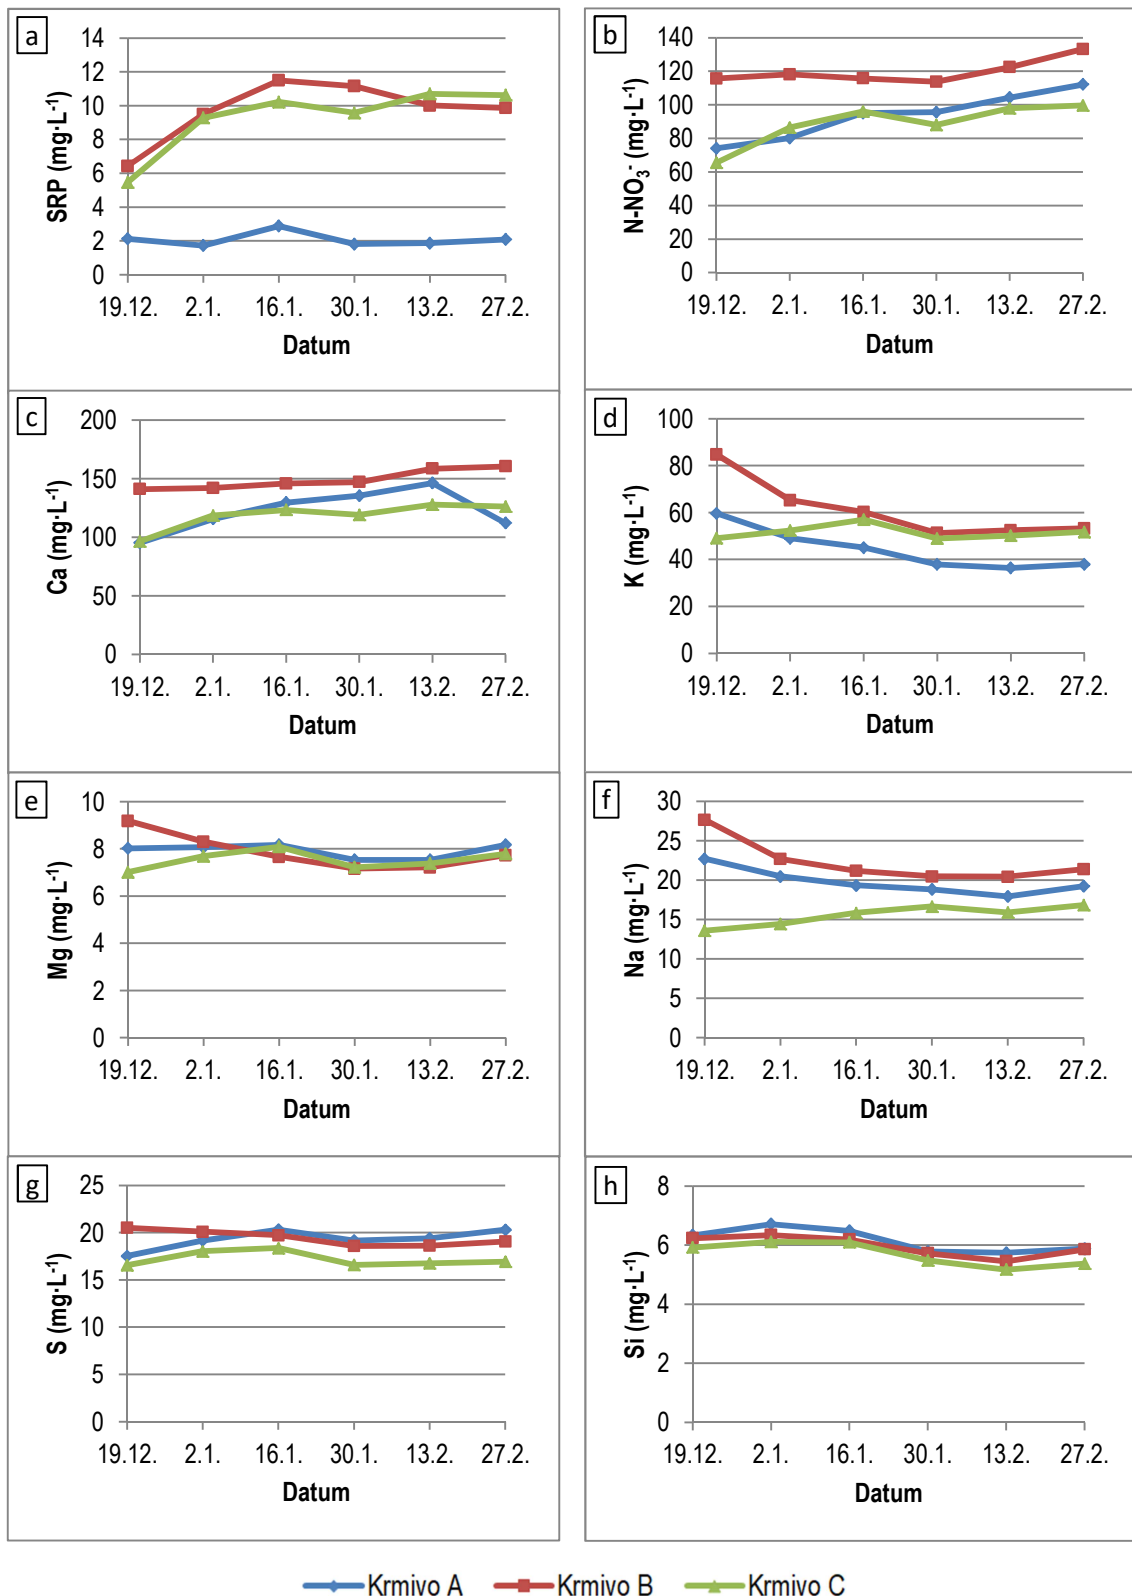 a
SRP (mg·L⁻¹)
14
12
10
8
6
4
2
0
19.12. 2.1. 16.1. 30.1. 13.2. 27.2.
Datum
b
N-NO₃⁻ (mg·L⁻¹)
140
120
100
80
60
40
20
0
19.12. 2.1. 16.1. 30.1. 13.2. 27.2.
Datum
c
Ca (mg·L⁻¹)
200
150
100
50
0
19.12. 2.1. 16.1. 30.1. 13.2. 27.2.
Datum
d
K (mg·L⁻¹)
100
80
60
40
20
0
19.12. 2.1. 16.1. 30.1. 13.2. 27.2.
Datum
e
Mg (mg·L⁻¹)
10
8
6
4
2
0
19.12. 2.1. 16.1. 30.1. 13.2. 27.2.
Datum
f
Na (mg·L⁻¹)
30
25
20
15
10
5
0
19.12. 2.1. 16.1. 30.1. 13.2. 27.2.
Datum
g
S (mg·L⁻¹)
25
20
15
10
5
0
19.12. 2.1. 16.1. 30.1. 13.2. 27.2.
Datum
h
Si (mg·L⁻¹)
8
6
4
2
0
19.12. 2.1. 16.1. 30.1. 13.2. 27.2.
Datum
Krmivo A Krmivo B Krmivo C